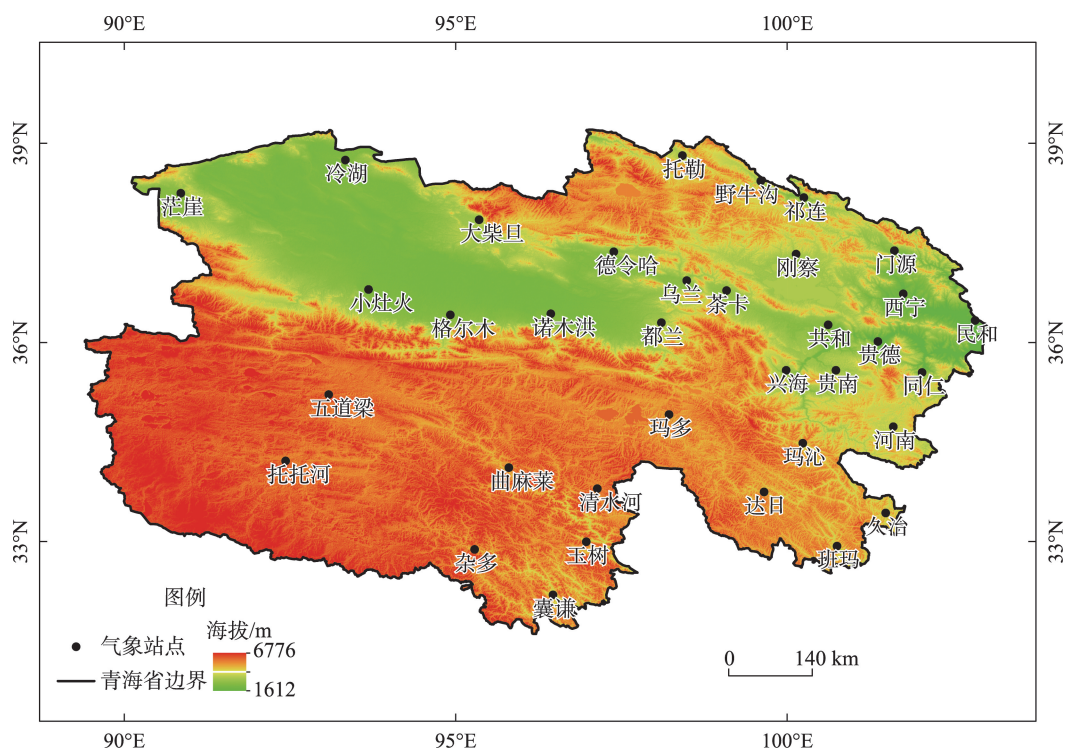 90°E 95°E 100°E
39°N 39°N
冷湖
托勒
茫崖
野牛沟
祁连
大柴旦
德令哈
刚察
门源
乌兰
茶卡
小灶火
西宁
格尔木
诺木洪
都兰
共和
民和
36°N 36°N
贵德
兴海
贵南
同仁
五道梁
玛多
河南
玛沁
托托河
曲麻莱
清水河
达日
久治
33°N 33°N
杂多
玉树
班玛
囊谦
图例
气象站点
青海省边界
海拔/m
6776
1612
0 140 km
90°E 95°E 100°E